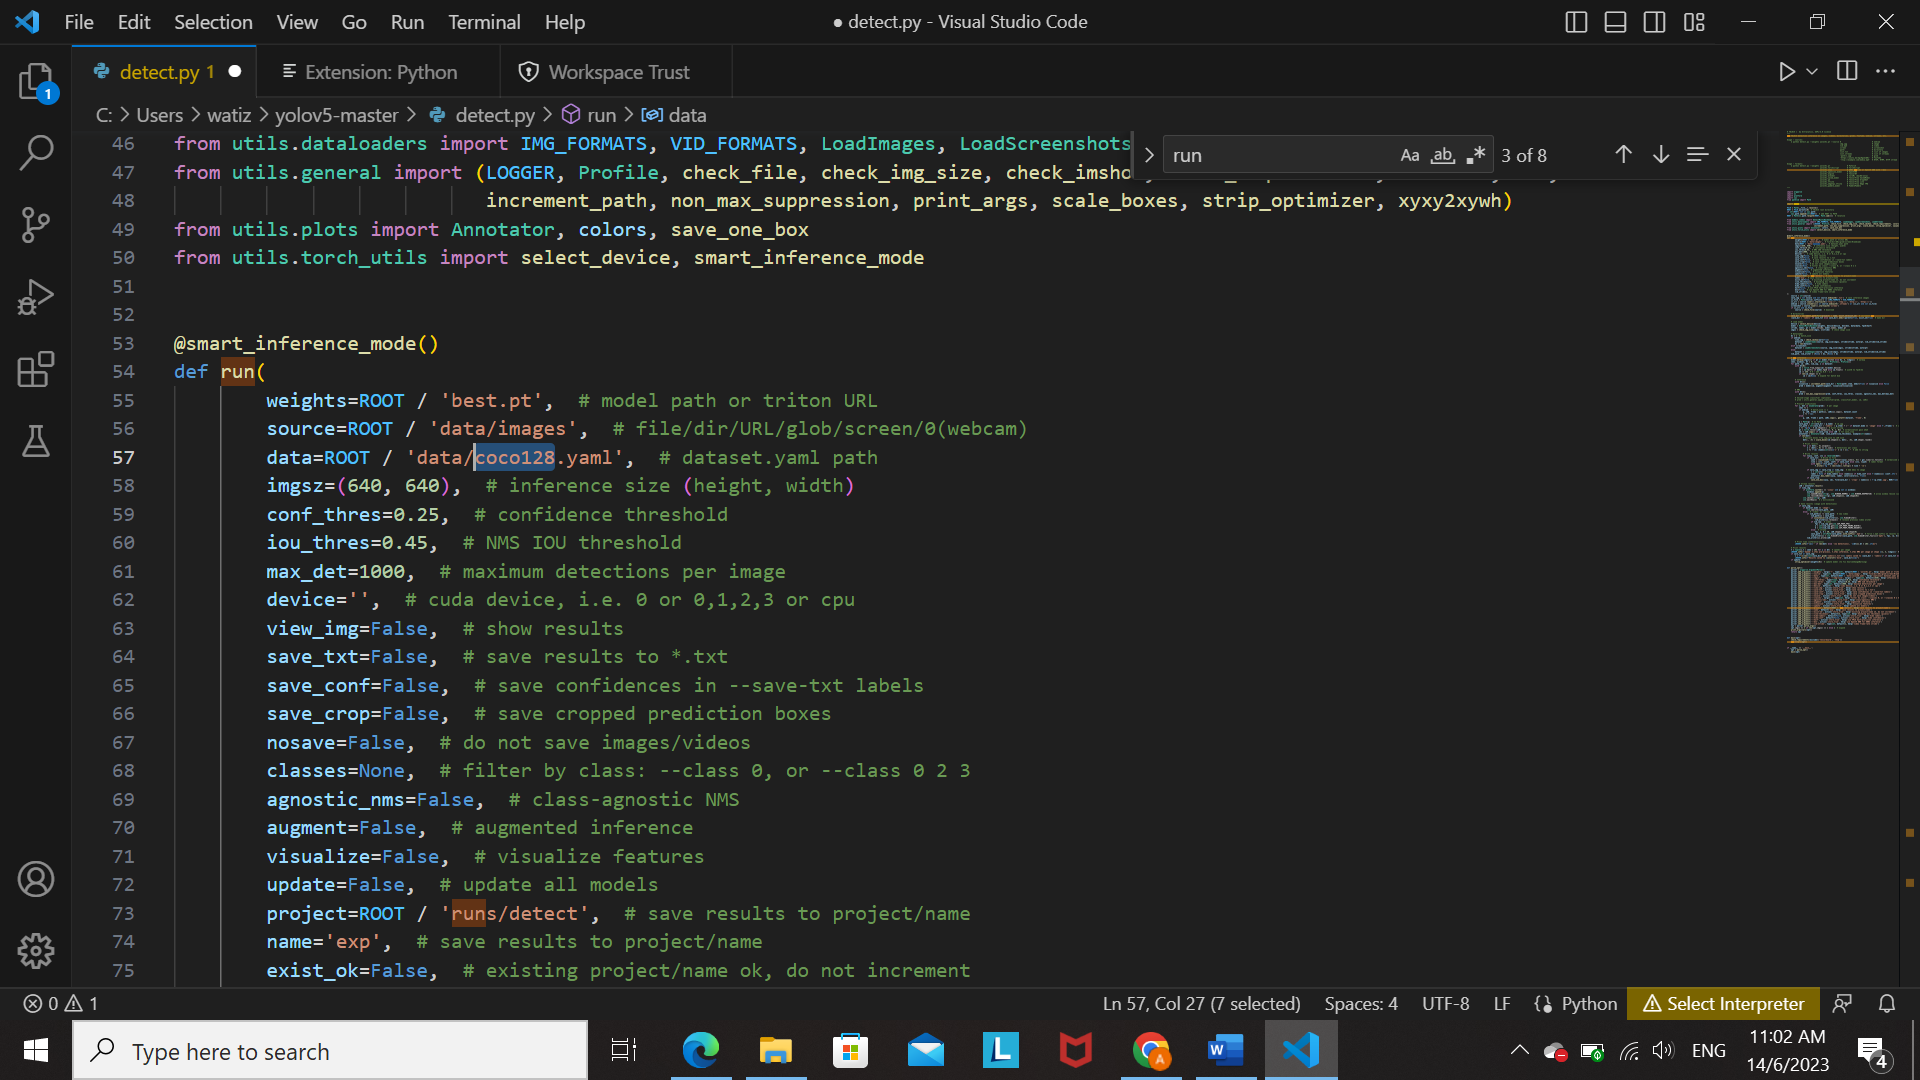 File Edit Selection View Go Run Terminal Help
● detect.py - Visual Studio Code
detect.py 1 ●
Extension: Python
Workspace Trust
1
C: > Users > watiz > yolov5-master > detect.py > run > data
run
Aa ab .* 3 of 8
46 from utils.dataloaders import IMG_FORMATS, VID_FORMATS, LoadImages, LoadScreenshots
47 from utils.general import (LOGGER, Profile, check_file, check_img_size,
48 increment_path, non_max_suppression, print_args, scale_boxes, strip_optimizer, xyxy2xywh)
49 from utils.plots import Annotator, colors, save_one_box
50 from utils.torch_utils import select_device, smart_inference_mode
51
52
53 @smart_inference_mode()
54 def run(
55 weights=ROOT / 'best.pt', # model path or triton URL
56 source=ROOT / 'data/images', # file/dir/URL/glob/screen/0(webcam)
57 data=ROOT / 'data/coco128.yaml', # dataset.yaml path
58 imgsz=(640, 640), # inference size (height, width)
59 conf_thres=0.25, # confidence threshold
60 iou_thres=0.45, # NMS IOU threshold
61 max_det=1000, # maximum detections per image
62 device='', # cuda device, i.e. 0 or 0,1,2,3 or cpu
63 view_img=False, # show results
64 save_txt=False, # save results to *.txt
65 save_conf=False, # save confidences in --save-txt labels
66 save_crop=False, # save cropped prediction boxes
67 nosave=False, # do not save images/videos
68 classes=None, # filter by class: --class 0, or --class 0 2 3
69 agnostic_nms=False, # class-agnostic NMS
70 augment=False, # augmented inference
71 visualize=False, # visualize features
72 update=False, # update all models
73 project=ROOT / 'runs/detect', # save results to project/name
74 name='exp', # save results to project/name
75 exist_ok=False, # existing project/name ok, do not increment
0 1
Ln 57, Col 27 (7 selected) Spaces: 4 UTF-8 LF Python Select Interpreter
Type here to search
L
W
A
ENG
11:02 AM
14/6/2023
4